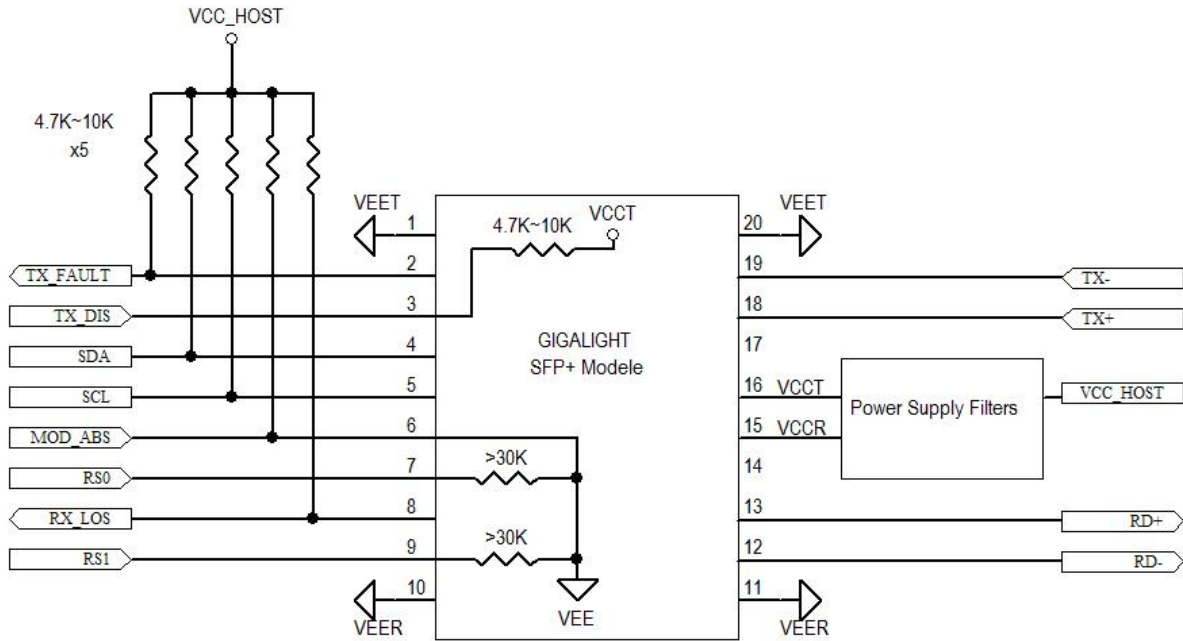 VCC_HOST
4.7K~10K
x5
VEET
1
4.7K~10K
VCCT
20
VEET
TX_FAULT
2
19
TX-
TX_DIS
3
18
TX+
SDA
4
GIGALIGHT
SFP+ Modele
17
SCL
5
16
VCCT
Power Supply Filters
VCC_HOST
MOD_ABS
6
15
VCCR
RS0
7
>30K
14
RX_LOS
8
13
RD+
RS1
9
>30K
12
RD-
10
VEER
VEE
11
VEER